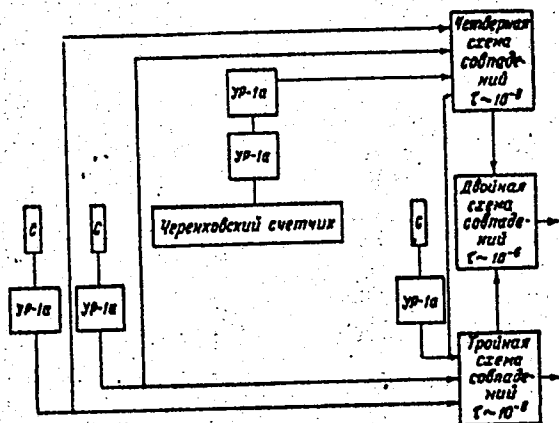 Четверная
схема
совпаде-
ний
τ~10⁻⁸
УР-1а
УР-1а
Черенковский счетчик
С
С
С
УР-1а
УР-1а
УР-1а
Двойная
схема
совпаде-
ний
τ~10⁻⁶
Тройная
схема
совпаде-
ний
τ~10⁻⁸